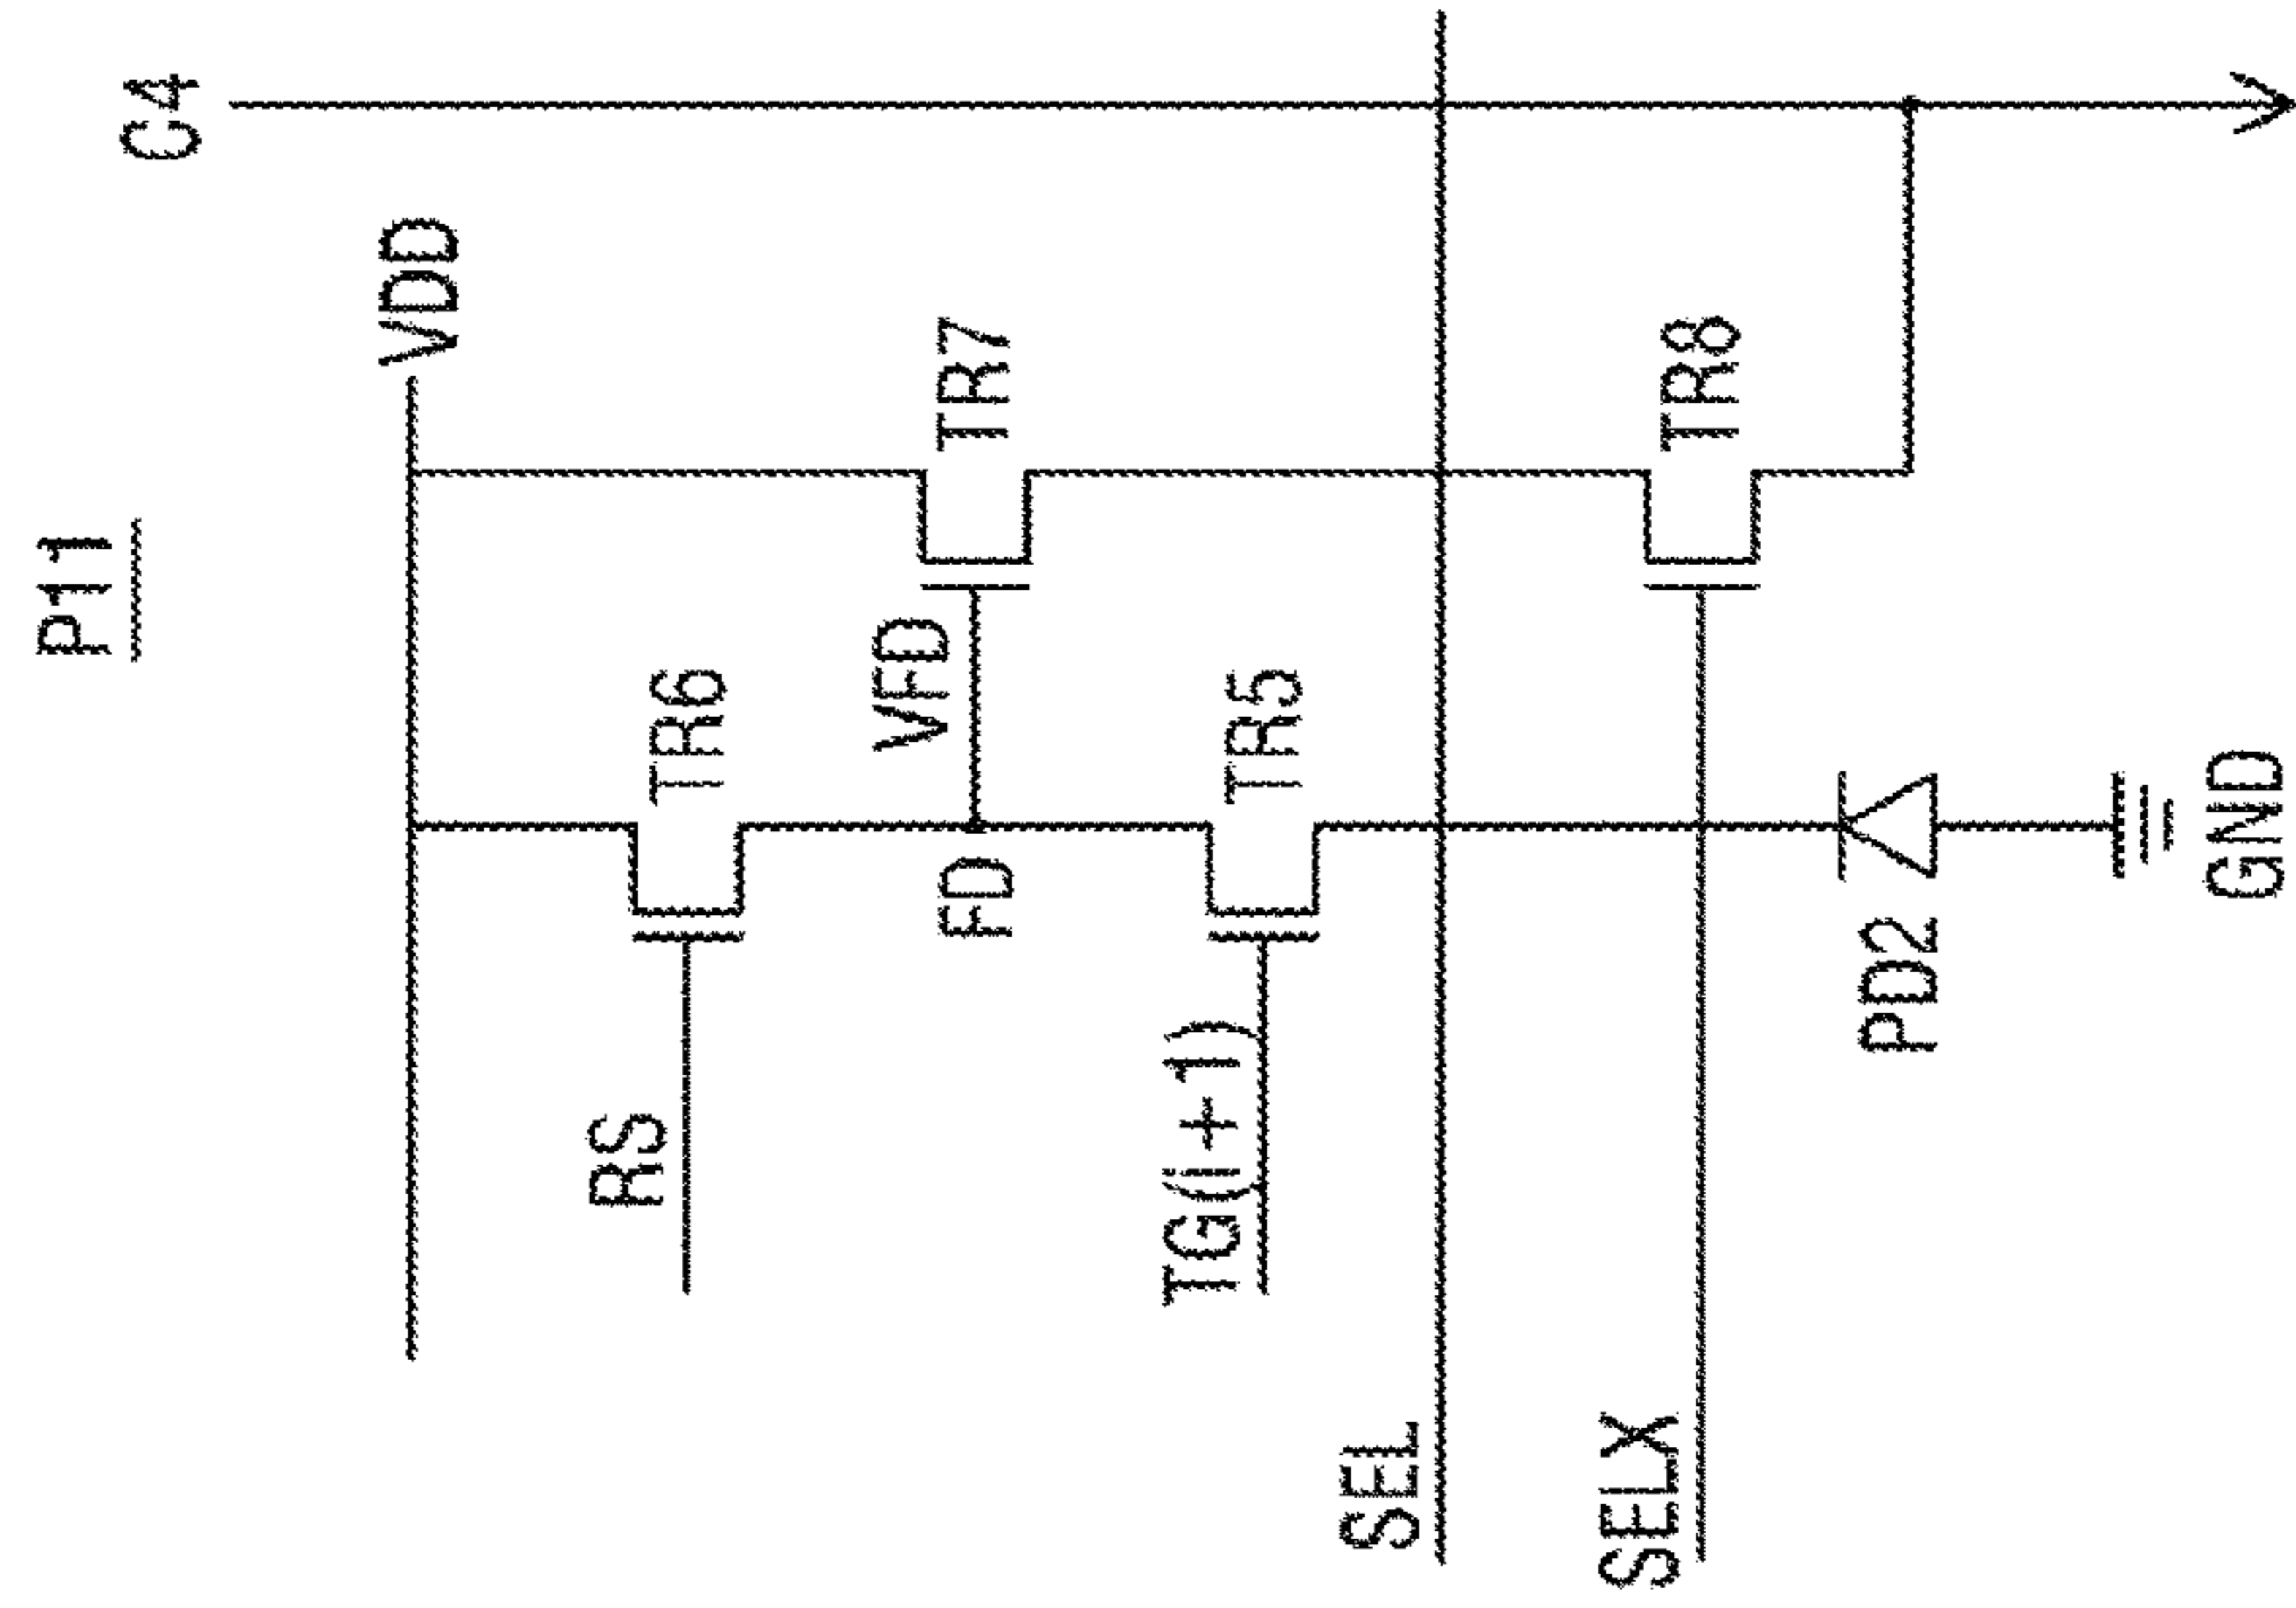 P11
C4
VDD
TR6
TR7
RS
VFD
FD
TR5
TG(i+1)
SEL
TR8
SELX
PD2
GND